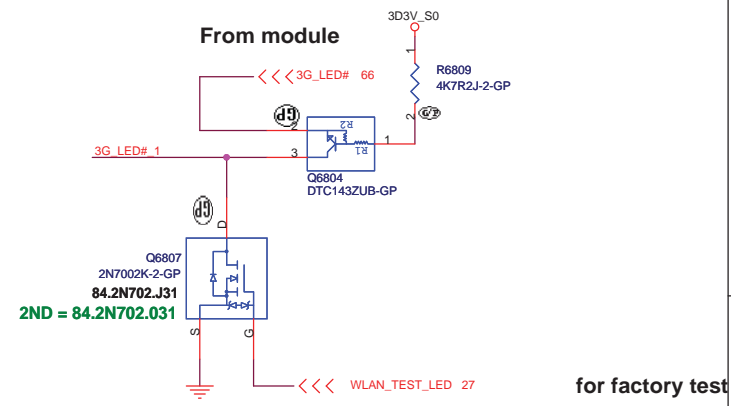 3D3V_S0
From module
3G_LED# 66
1
R6809
4K7R2J-2-GP
2
GP
GP
2
R2
R1
1
3G_LED#_1
3
Q6804
DTC143ZUB-GP
GP
D
Q6807
2N7002K-2-GP
84.2N702.J31
2ND = 84.2N702.031
S
G
WLAN_TEST_LED 27
for factory test